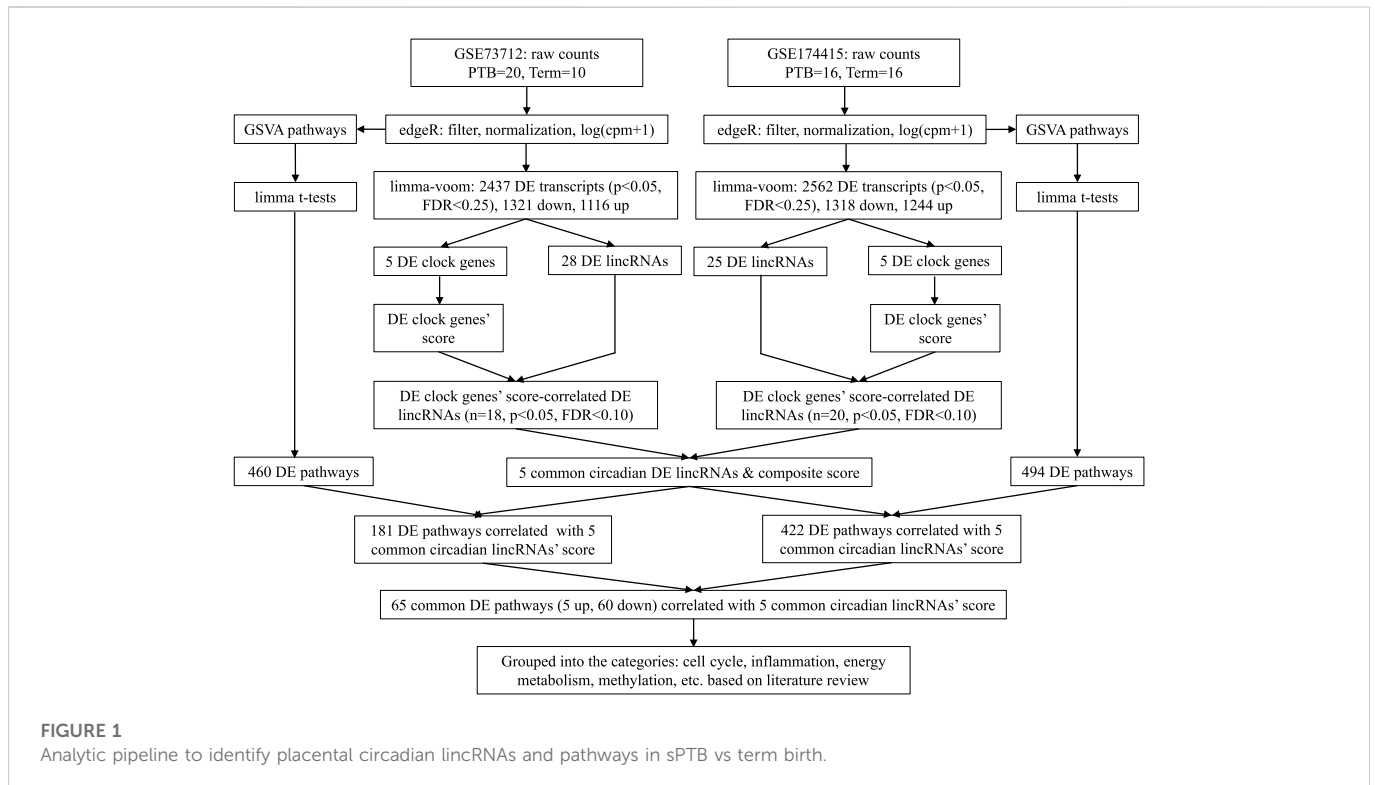 GSE73712: raw counts
PTB=20, Term=10
GSE174415: raw counts
PTB=16, Term=16
GSVA pathways
edgeR: filter, normalization, log(cpm+1)
edgeR: filter, normalization, log(cpm+1)
GSVA pathways
limma t-tests
limma-voom: 2437 DE transcripts (p<0.05,
FDR<0.25), 1321 down, 1116 up
limma-voom: 2562 DE transcripts (p<0.05,
FDR<0.25), 1318 down, 1244 up
limma t-tests
5 DE clock genes
28 DE lincRNAs
25 DE lincRNAs
5 DE clock genes
DE clock genes’
score
DE clock genes’
score
DE clock genes’ score-correlated DE
lincRNAs (n=18, p<0.05, FDR<0.10)
DE clock genes’ score-correlated DE
lincRNAs (n=20, p<0.05, FDR<0.10)
460 DE pathways
5 common circadian DE lincRNAs & composite score
494 DE pathways
181 DE pathways correlated with 5
common circadian lincRNAs’ score
422 DE pathways correlated with 5
common circadian lincRNAs’ score
65 common DE pathways (5 up, 60 down) correlated with 5 common circadian lincRNAs’ score
Grouped into the categories: cell cycle, inflammation, energy
metabolism, methylation, etc. based on literature review
FIGURE 1
Analytic pipeline to identify placental circadian lincRNAs and pathways in sPTB vs term birth.